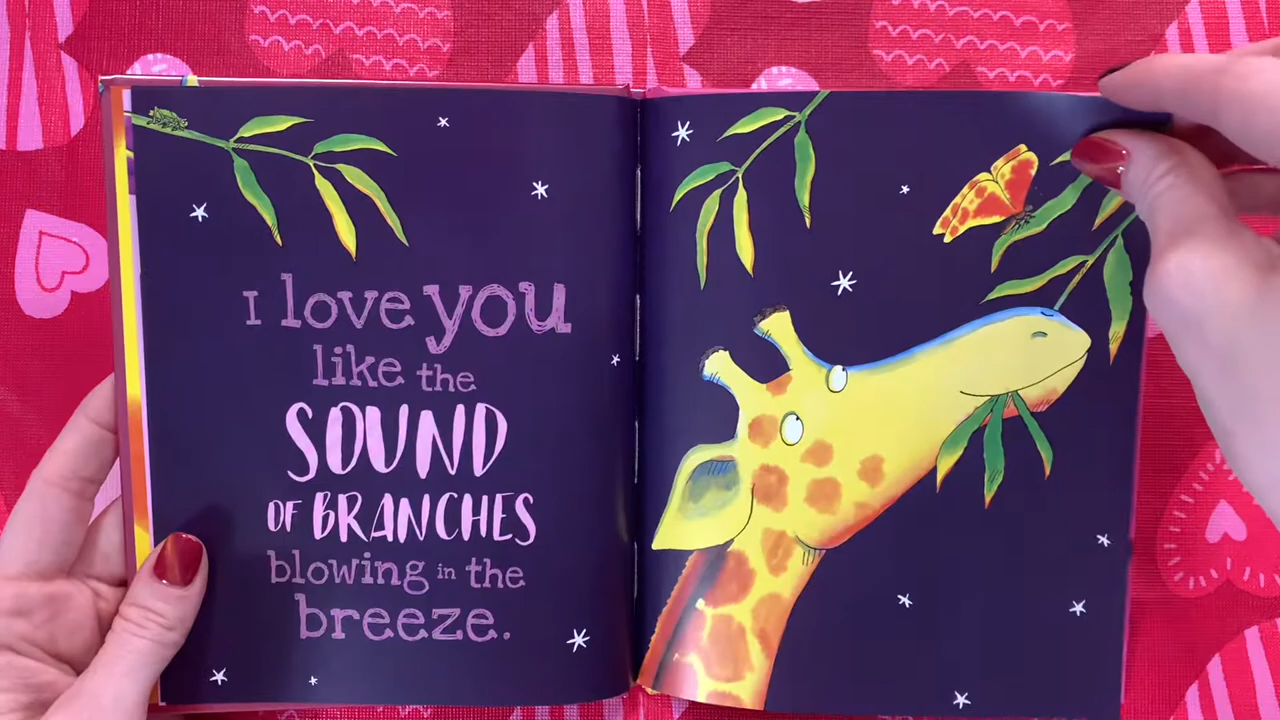 I love you
like the
SOUND
OF BRANCHES
blowing in the
breeze.